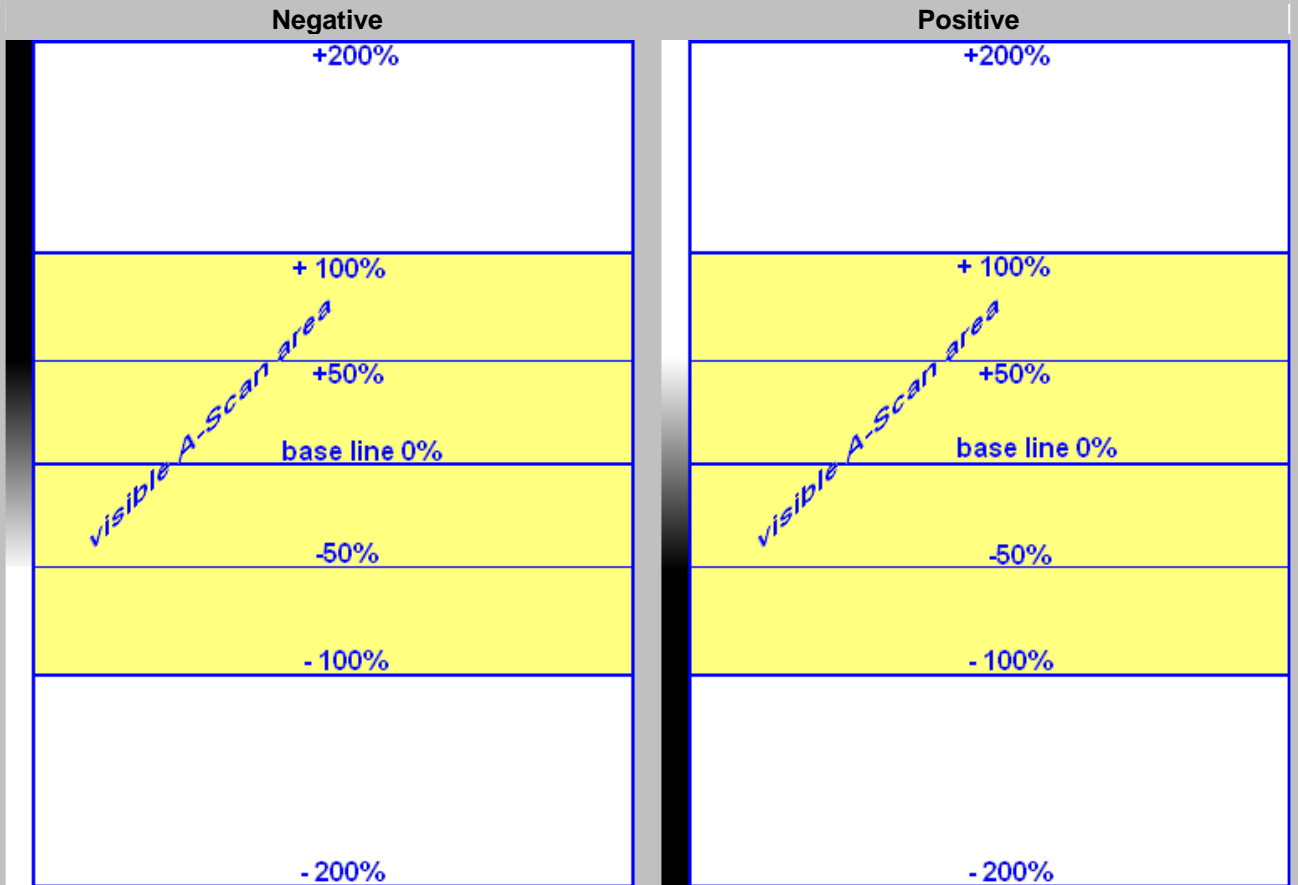 Negative
+200%
+ 100%
visible A-Scan area
+50%
base line 0%
-50%
- 100%
- 200%
Positive
+200%
+ 100%
visible A-Scan area
+50%
base line 0%
-50%
- 100%
- 200%